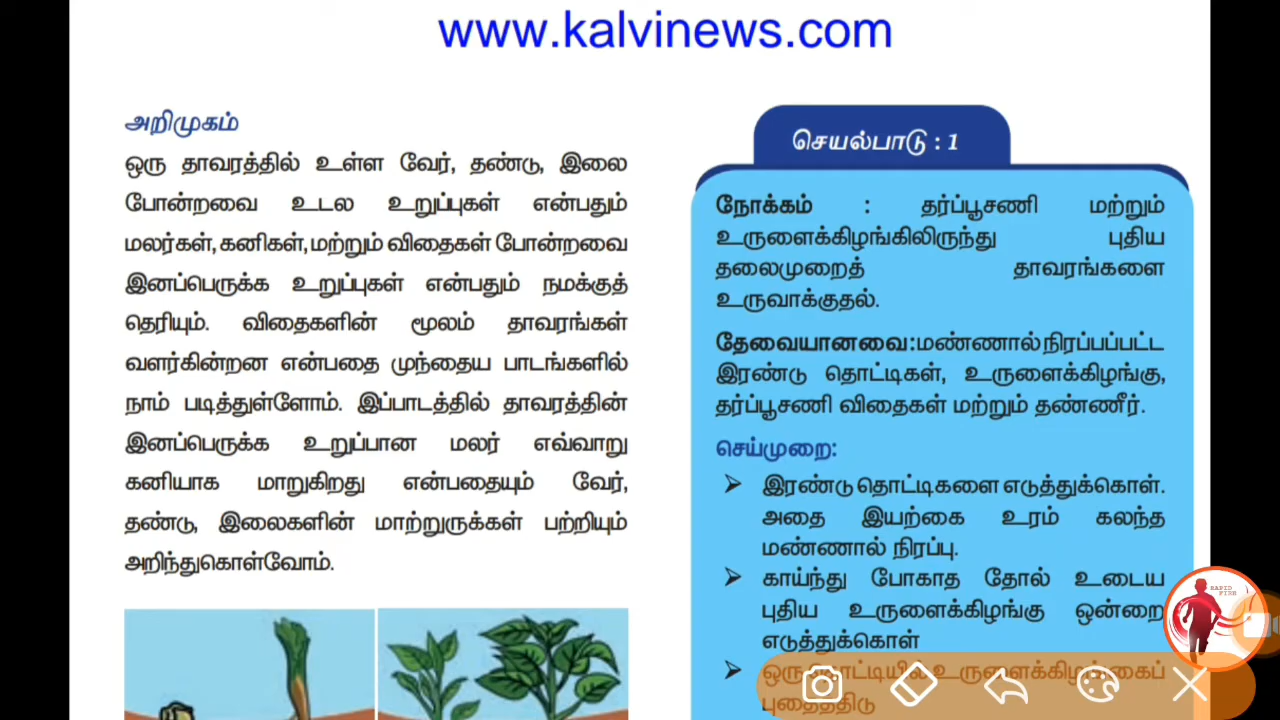 www.kalvinews.com
அறிமுகம்
ஒரு தாவரத்தில் உள்ள வேர், தண்டு, இலை
போன்றவை உடல உறுப்புகள் என்பதும்
மலர்கள், கனிகள், மற்றும் விதைகள் போன்றவை
இனப்பெருக்க உறுப்புகள் என்பதும் நமக்குத்
தெரியும். விதைகளின் மூலம் தாவரங்கள்
வளர்கின்றன என்பதை முந்தைய பாடங்களில்
நாம் படித்துள்ளோம். இப்பாடத்தில் தாவரத்தின்
இனப்பெருக்க உறுப்பான மலர் எவ்வாறு
கனியாக மாறுகிறது என்பதையும் வேர்,
தண்டு, இலைகளின் மாற்றுருக்கள் பற்றியும்
அறிந்துகொள்வோம்.
செயல்பாடு : 1
நோக்கம் : தர்ப்பூசணி மற்றும்
உருளைக்கிழங்கிலிருந்து புதிய
தலைமுறைத் தாவரங்களை
உருவாக்குதல்.
தேவையானவை: மண்ணால் நிரப்பப்பட்ட
இரண்டு தொட்டிகள், உருளைக்கிழங்கு,
தர்ப்பூசணி விதைகள் மற்றும் தண்ணீர்.
செய்முறை:
➤ இரண்டு தொட்டிகளை எடுத்துக்கொள்.
அதை இயற்கை உரம் கலந்த
மண்ணால் நிரப்பு.
➤ காய்ந்து போகாத தோல் உடைய
புதிய உருளைக்கிழங்கு ஒன்றை
எடுத்துக்கொள்
➤ ஒரு தொட்டியில் உருளைக்கிழங்கைப்
புதைத்திடு
RAPID